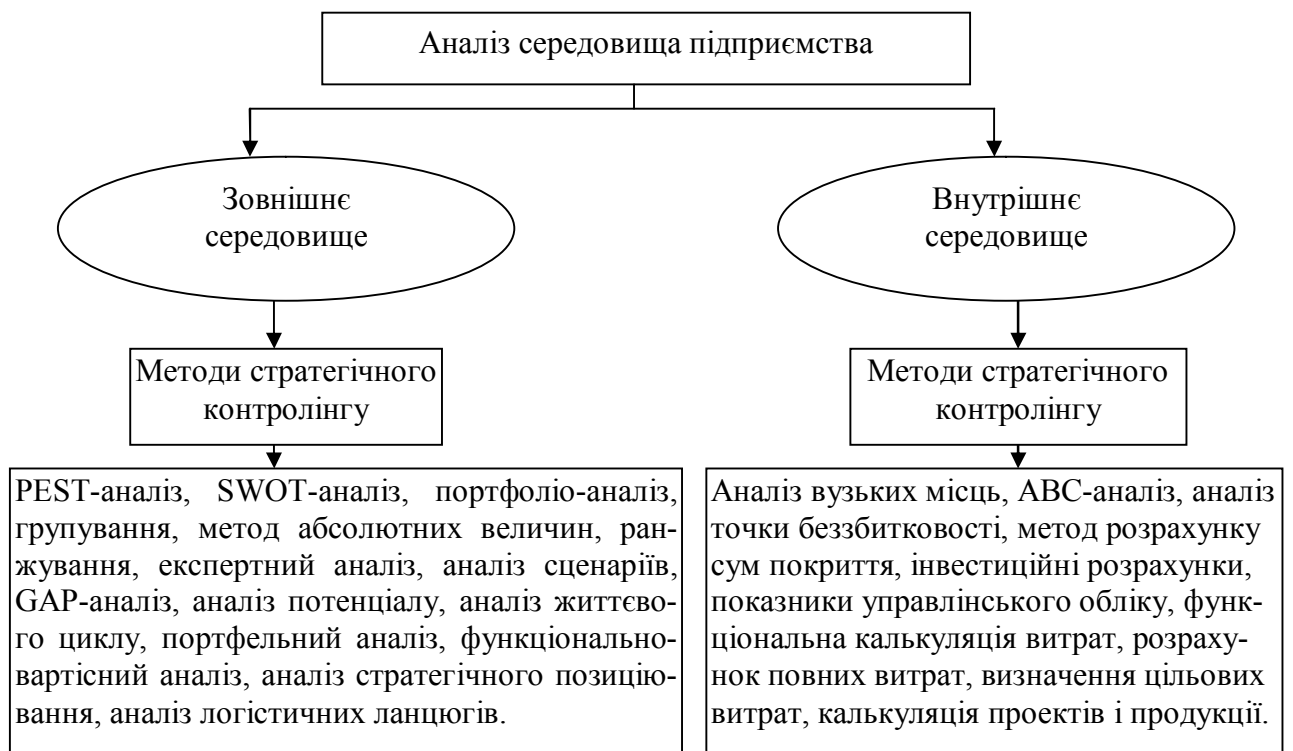 Аналіз середовища підприємства
Зовнішнє
середовище
Внутрішнє
середовище
Методи стратегічного
контролінгу
Методи стратегічного
контролінгу
PEST-аналіз, SWOT-аналіз, портфоліо-аналіз,
групування, метод абсолютних величин, ран-
жування, експертний аналіз, аналіз сценаріїв,
GAP-аналіз, аналіз потенціалу, аналіз життєво-
го циклу, портфельний аналіз, функціонально-
вартісний аналіз, аналіз стратегічного позицію-
вання, аналіз логістичних ланцюгів.
Аналіз вузьких місць, АВС-аналіз, аналіз
точки беззбитковості, метод розрахунку
сум покриття, інвестиційні розрахунки,
показники управлінського обліку, функ-
ціональна калькуляція витрат, розраху-
нок повних витрат, визначення цільових
витрат, калькуляція проектів і продукції.